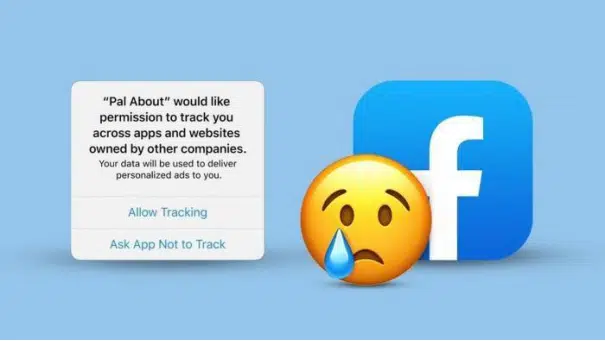 “Pal About” would like
permission to track you
across apps and websites
owned by other companies.
Your data will be used to deliver
personalized ads to you.
Allow Tracking
Ask App Not to Track
f